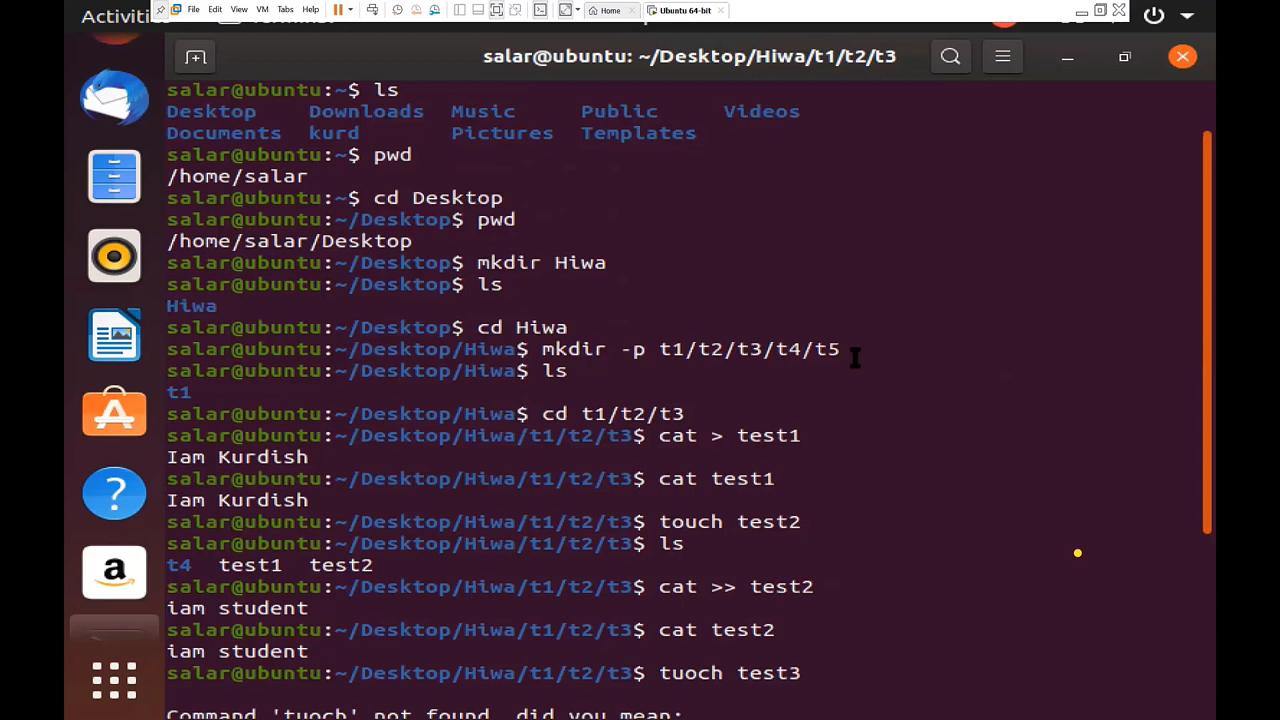 File Edit View VM Tabs Help Home Ubuntu 64-bit
Activiti
salar@ubuntu: ~/Desktop/Hiwa/t1/t2/t3
salar@ubuntu:~$ ls
Desktop Downloads Music Public Videos
Documents kurd Pictures Templates
salar@ubuntu:~$ pwd
/home/salar
salar@ubuntu:~$ cd Desktop
salar@ubuntu:~/Desktop$ pwd
/home/salar/Desktop
salar@ubuntu:~/Desktop$ mkdir Hiwa
salar@ubuntu:~/Desktop$ ls
Hiwa
salar@ubuntu:~/Desktop$ cd Hiwa
salar@ubuntu:~/Desktop/Hiwa$ mkdir -p t1/t2/t3/t4/t5
salar@ubuntu:~/Desktop/Hiwa$ ls
t1
salar@ubuntu:~/Desktop/Hiwa$ cd t1/t2/t3
salar@ubuntu:~/Desktop/Hiwa/t1/t2/t3$ cat > test1
Iam Kurdish
salar@ubuntu:~/Desktop/Hiwa/t1/t2/t3$ cat test1
Iam Kurdish
salar@ubuntu:~/Desktop/Hiwa/t1/t2/t3$ touch test2
salar@ubuntu:~/Desktop/Hiwa/t1/t2/t3$ ls
t4 test1 test2
salar@ubuntu:~/Desktop/Hiwa/t1/t2/t3$ cat >> test2
iam student
salar@ubuntu:~/Desktop/Hiwa/t1/t2/t3$ cat test2
iam student
salar@ubuntu:~/Desktop/Hiwa/t1/t2/t3$ tuoch test3
Command 'tuoch' not found, did you mean: